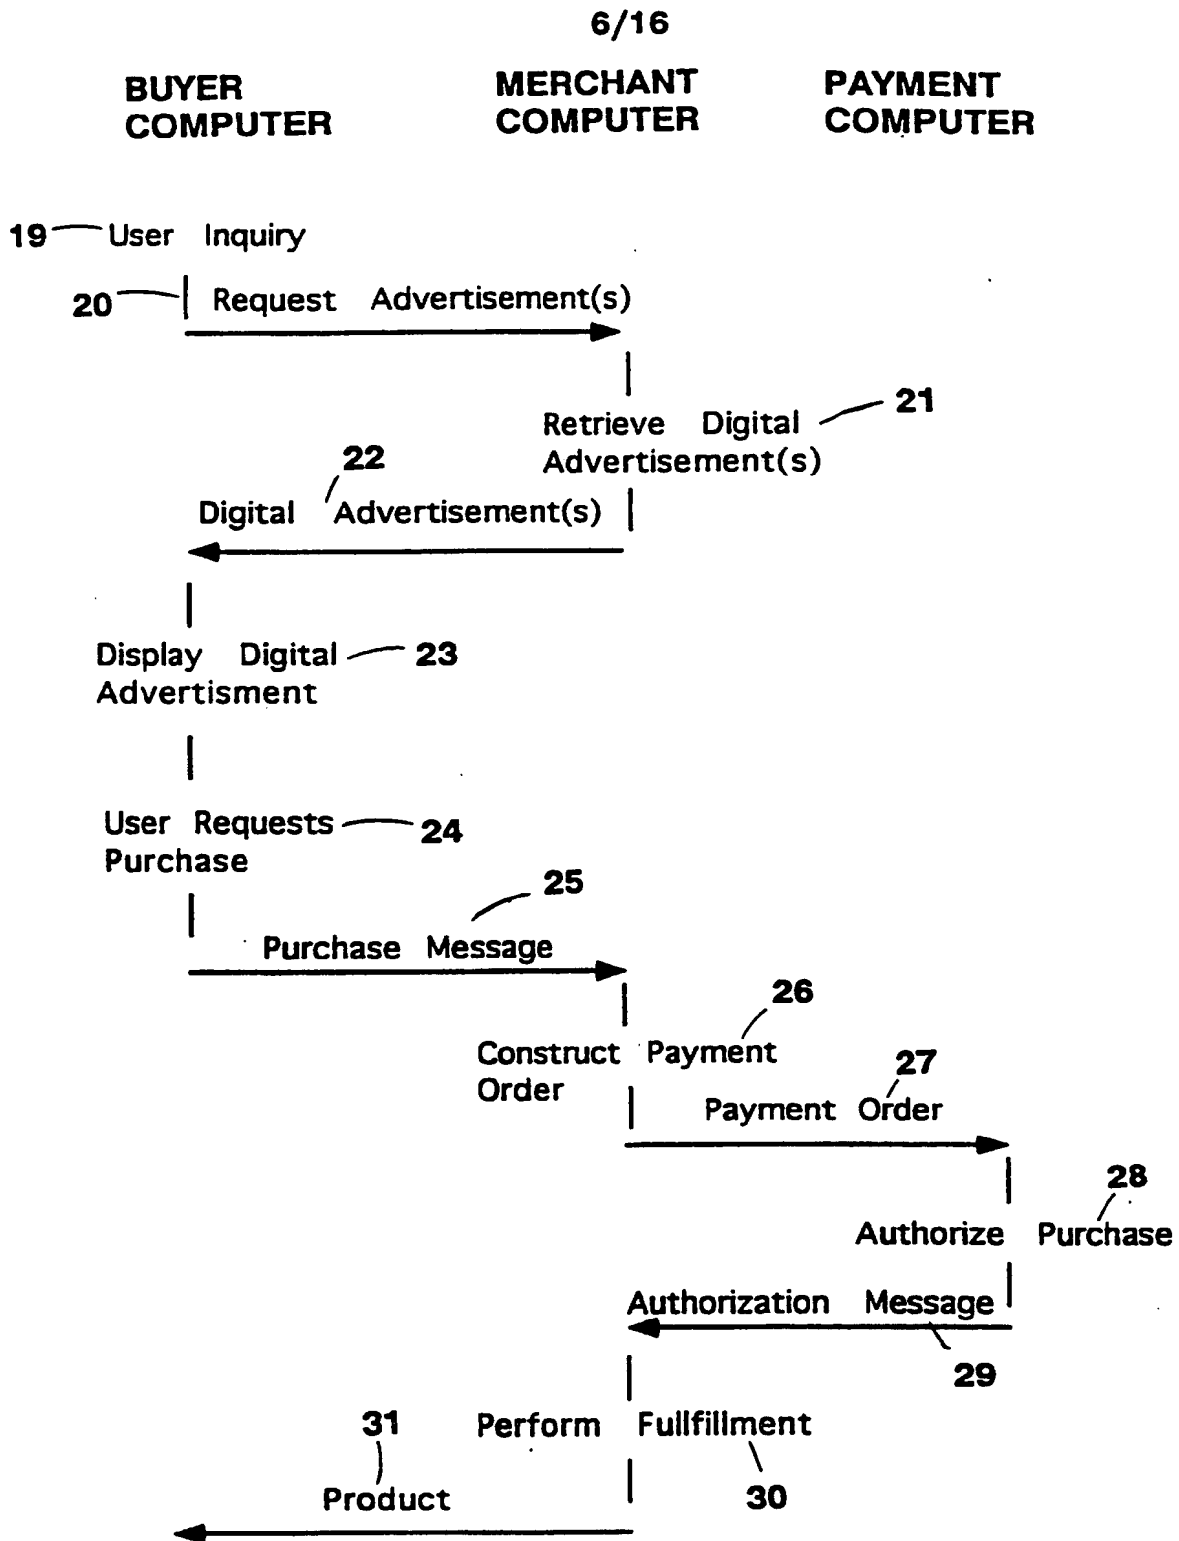 6/16
BUYER
COMPUTER
MERCHANT
COMPUTER
PAYMENT
COMPUTER
19 User Inquiry
20 Request Advertisement(s)
21
Retrieve Digital
Advertisement(s)
22
Digital Advertisement(s)
Display Digital 23
Advertisment
User Requests 24
Purchase
25
Purchase Message
26
Construct Payment
Order
27
Payment Order
28
Authorize Purchase
Authorization Message
29
31
Perform Fullfillment
Product
30